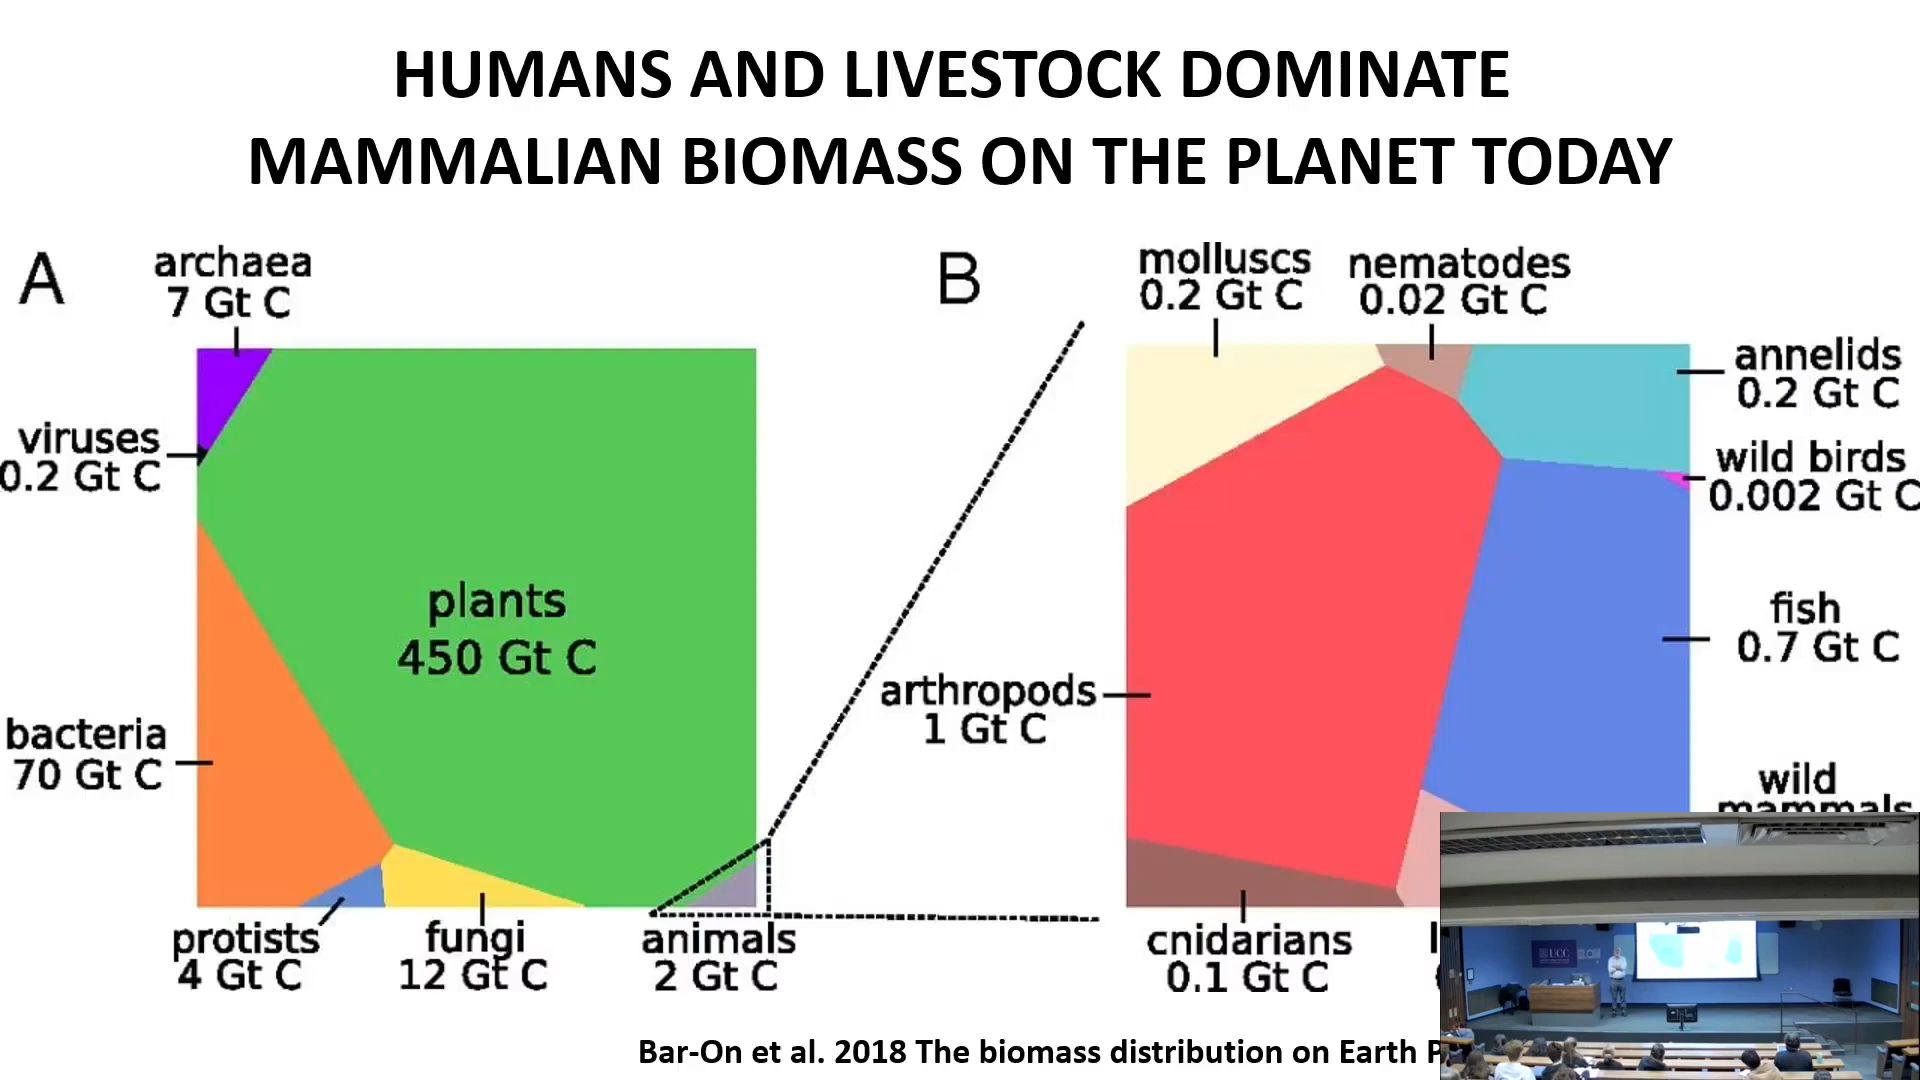 HUMANS AND LIVESTOCK DOMINATE
MAMMALIAN BIOMASS ON THE PLANET TODAY
A
archaea
7 Gt C
viruses
0.2 Gt C
plants
450 Gt C
bacteria
70 Gt C
protists
4 Gt C
fungi
12 Gt C
animals
2 Gt C
B
molluscs
0.2 Gt C
nematodes
0.02 Gt C
annelids
0.2 Gt C
wild birds
0.002 Gt C
fish
0.7 Gt C
arthropods
1 Gt C
wild
mammals
cnidarians
0.1 Gt C
Bar-On et al. 2018 The biomass distribution on Earth P
UCC